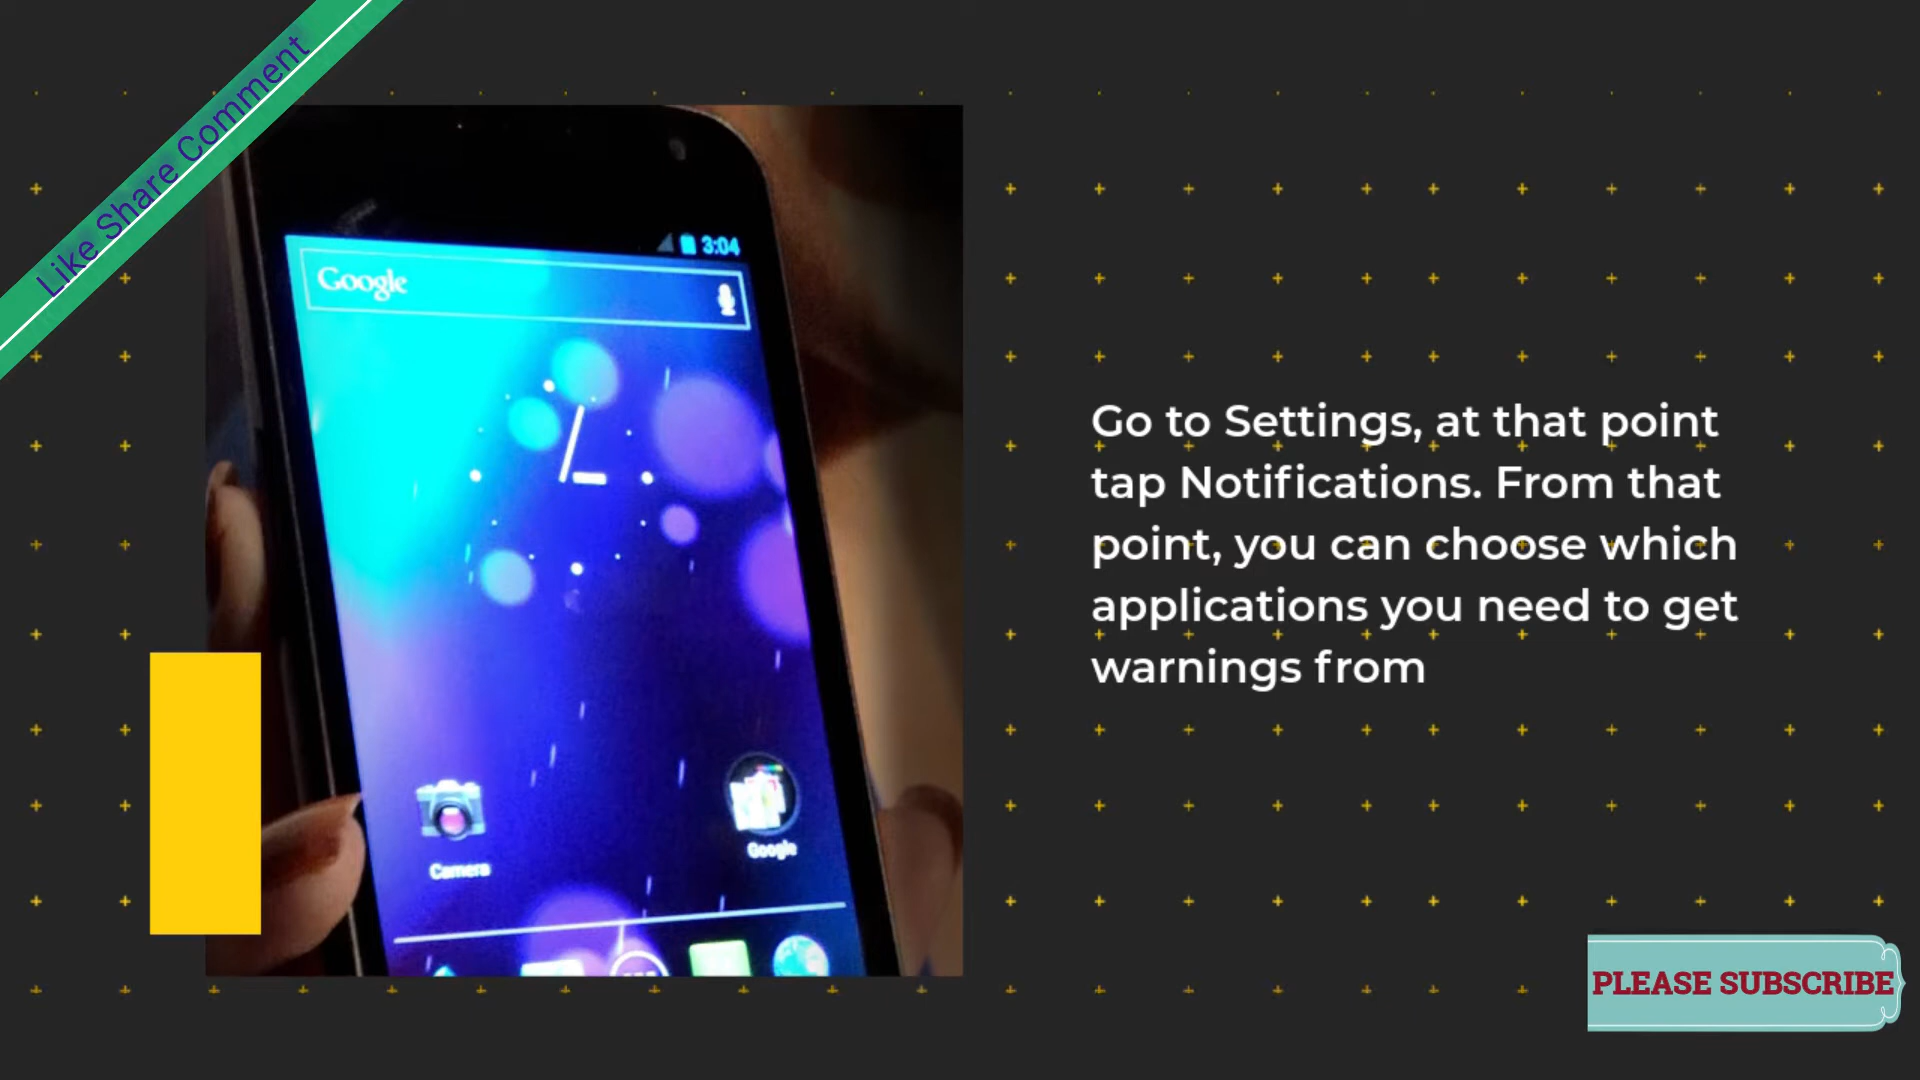 Like Share Comment
3:04
Google
Camera
Google
Go to Settings, at that point
tap Notifications. From that
point, you can choose which
applications you need to get
warnings from
PLEASE SUBSCRIBE